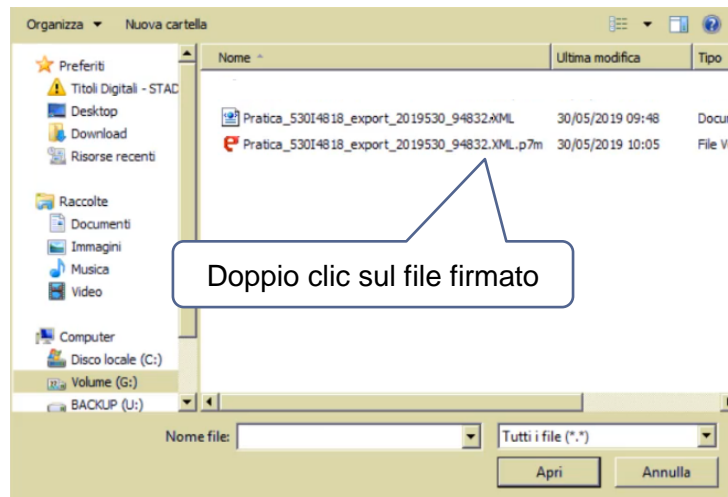 Organizza Nuova cartella
Nome Ultima modifica Tipo
Preferiti
Titoli Digitali - STAD
Desktop
Download
Risorse recenti
Pratica_530I4818_export_2019530_94832.XML 30/05/2019 09:48 Docum
Pratica_530I4818_export_2019530_94832.XML.p7m 30/05/2019 10:05 File V
Raccolte
Documenti
Immagini
Musica
Video
Doppio clic sul file firmato
Computer
Disco locale (C:)
Volume (G:)
BACKUP (U:)
Nome file: Tutti i file (*.*)
Apri Annulla